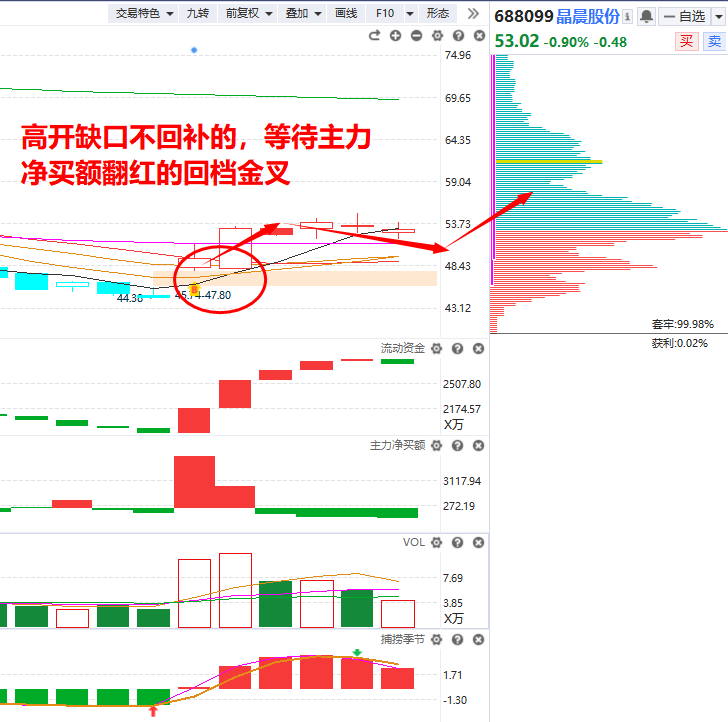 交易特色 九转 前复权 叠加 画线 F10 形态
688099 晶晨股份 自选
53.02 -0.90% -0.48 买 卖
74.96
69.65
高开缺口不回补的，等待主力
净买额翻红的回档金叉
64.35
59.04
53.73
48.43
45.74-47.80
44.36
43.12
套牢:99.98%
获利:0.02%
流动资金
2507.80
2174.57
X万
主力净买额
3117.94
272.19
VOL
7.69
3.85
X万
捕捞季节
1.71
-1.30